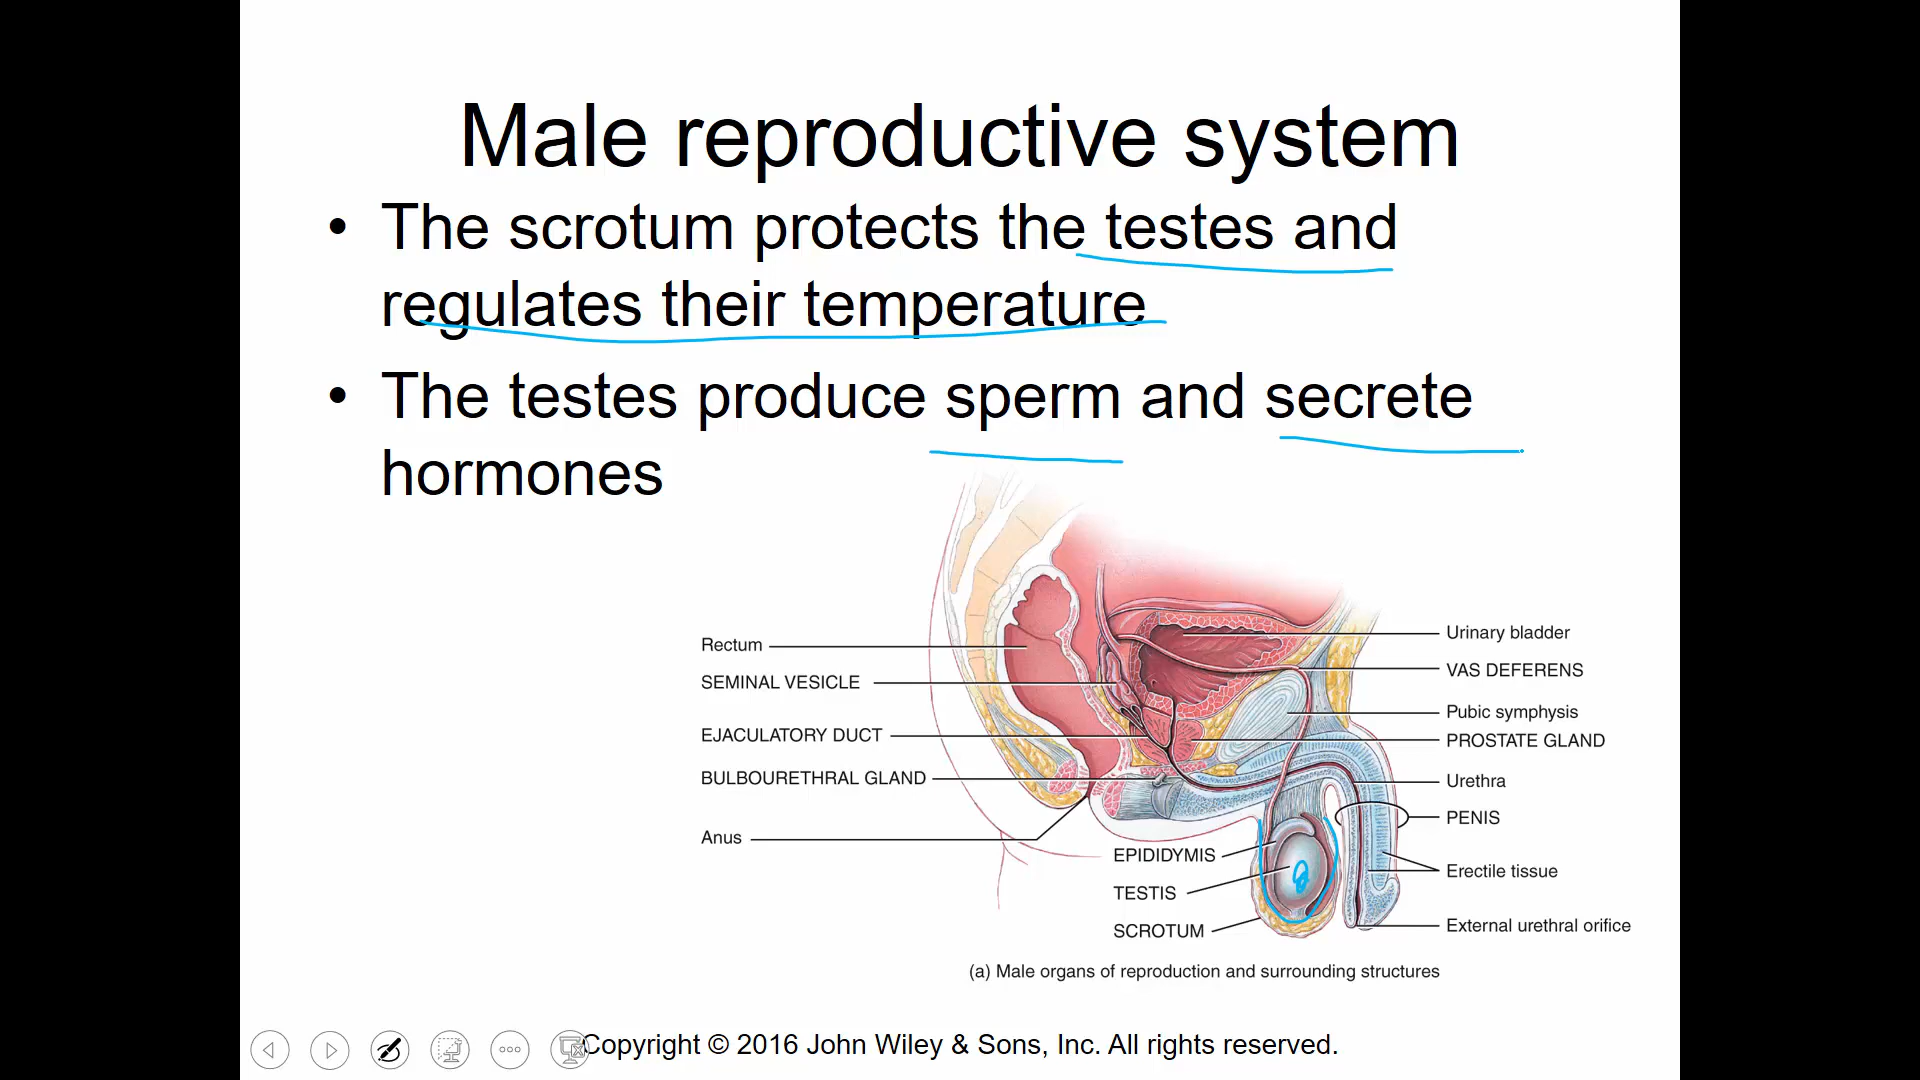 Male reproductive system
• The scrotum protects the testes and
regulates their temperature
• The testes produce sperm and secrete
hormones
Rectum
SEMINAL VESICLE
EJACULATORY DUCT
BULBOURETHRAL GLAND
Anus
EPIDIDYMIS
TESTIS
SCROTUM
Urinary bladder
VAS DEFERENS
Pubic symphysis
PROSTATE GLAND
Urethra
PENIS
Erectile tissue
External urethral orifice
(a) Male organs of reproduction and surrounding structures
Copyright © 2016 John Wiley & Sons, Inc. All rights reserved.